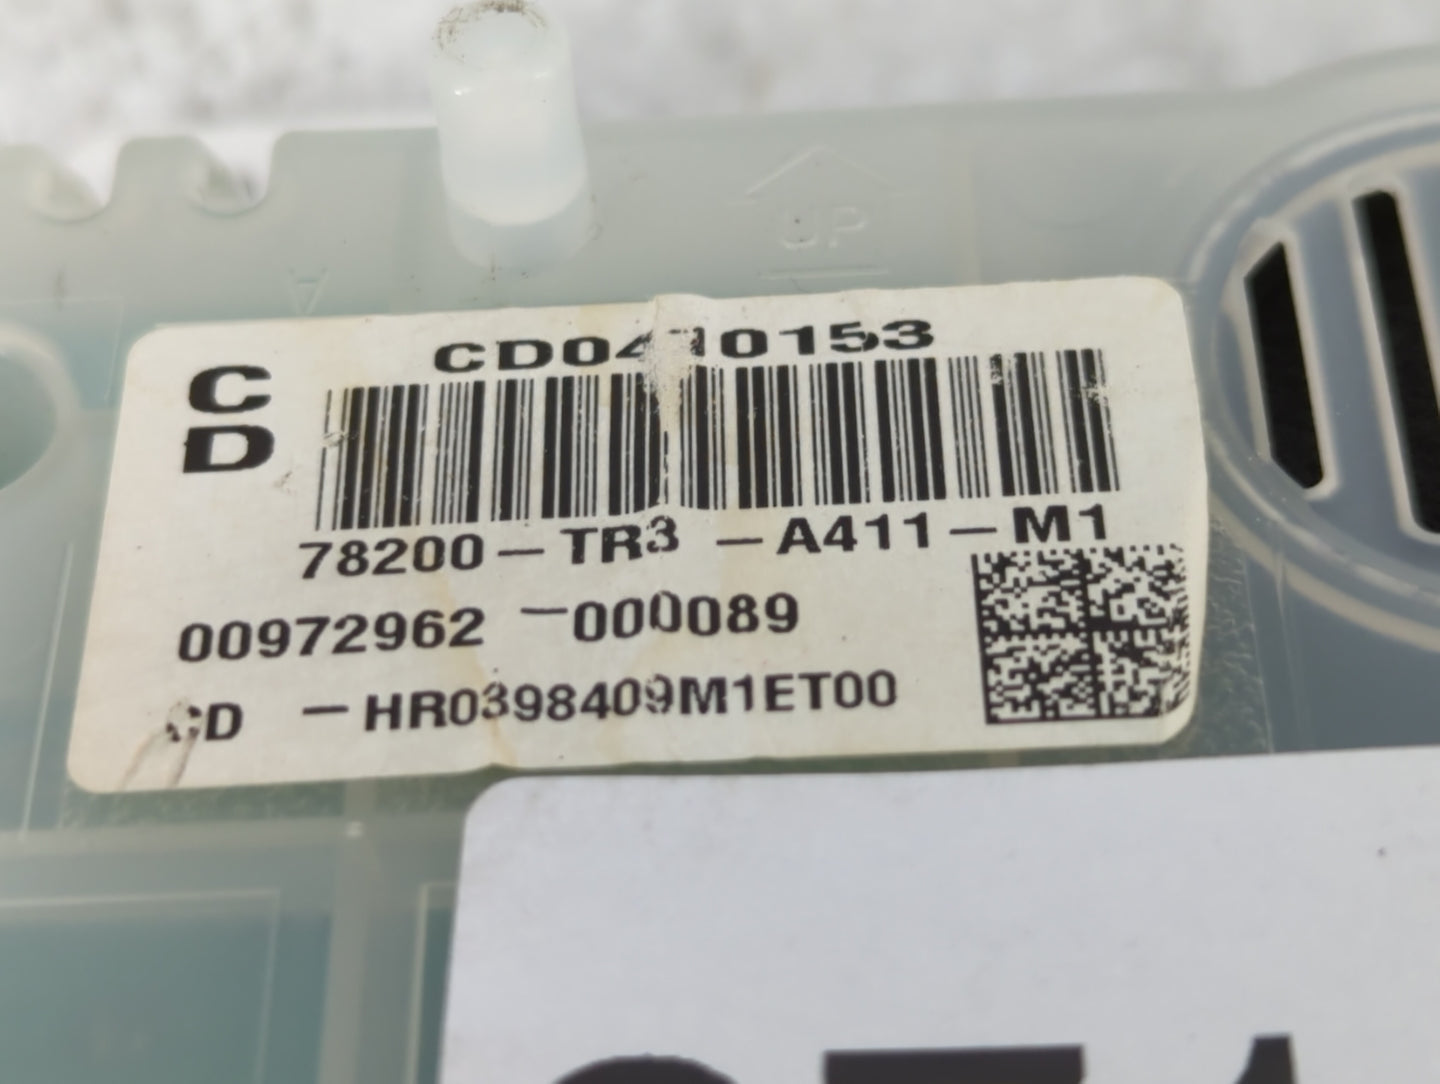 UP
CD0410153
C
D
78200-TR3-A411-M1
00972962-000089
CD-HR0398409M1ET00